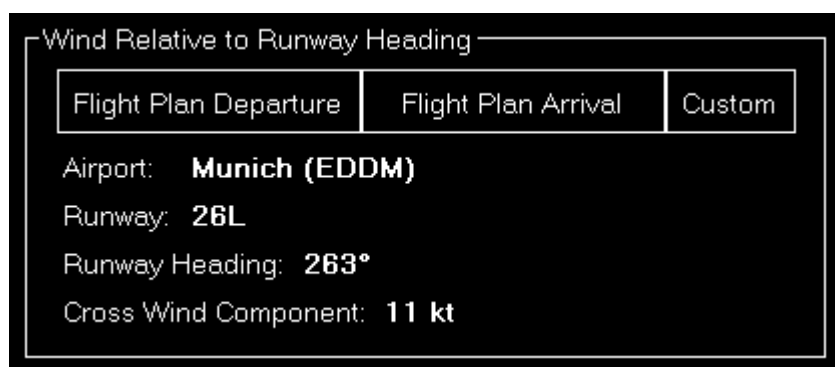 Wind Relative to Runway Heading
Flight Plan Departure Flight Plan Arrival Custom
Airport: Munich (EDDM)
Runway: 26L
Runway Heading: 263°
Cross Wind Component: 11 kt